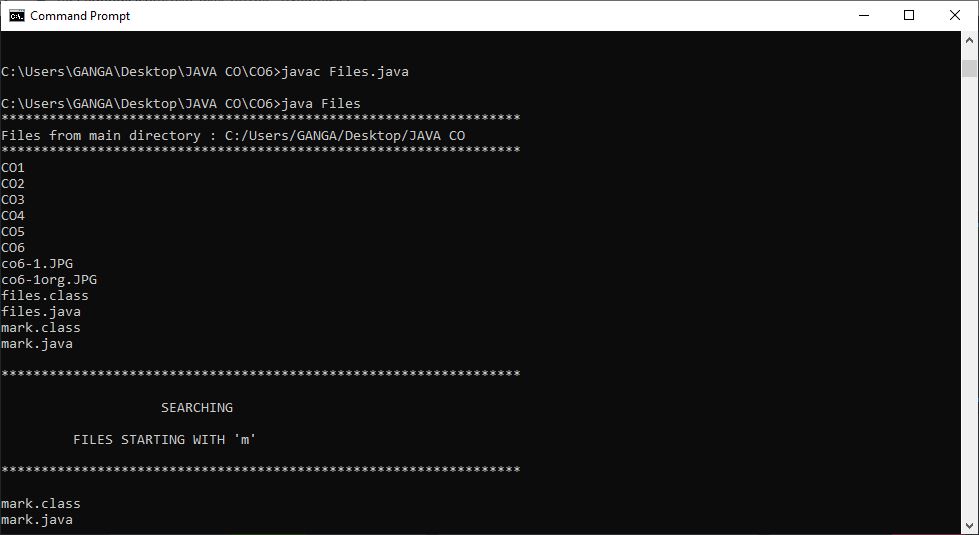 Command Prompt
C:\Users\GANGA\Desktop\JAVA CO\CO6>javac Files.java
C:\Users\GANGA\Desktop\JAVA CO\CO6>java Files
*****************************************************************
Files from main directory : C:/Users/GANGA/Desktop/JAVA CO
*****************************************************************
CO1
CO2
CO3
CO4
CO5
CO6
co6-1.JPG
co6-1org.JPG
files.class
files.java
mark.class
mark.java
*****************************************************************
SEARCHING
FILES STARTING WITH 'm'
*****************************************************************
mark.class
mark.java